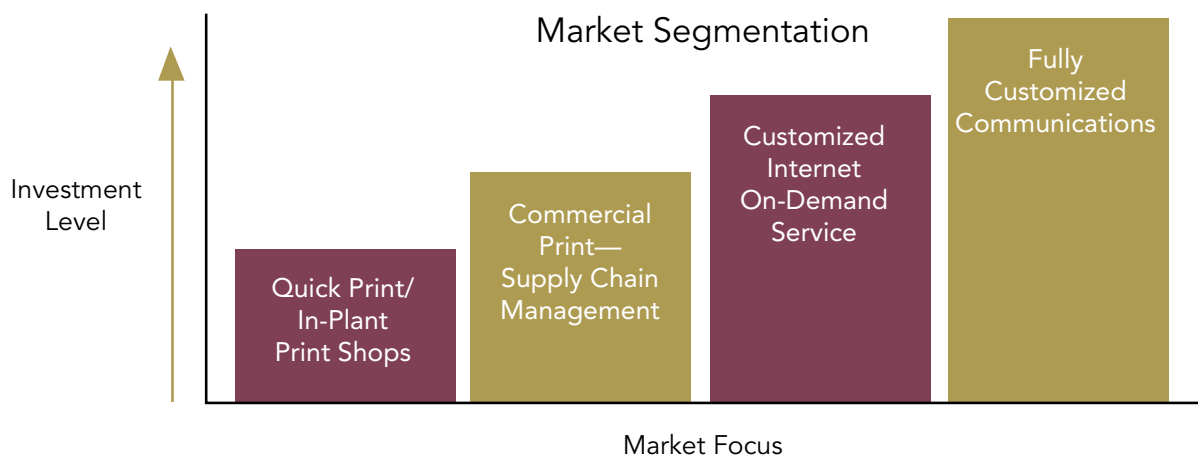 Market Segmentation
Investment
Level
Quick Print/
In-Plant
Print Shops
Commercial
Print—
Supply Chain
Management
Customized
Internet
On-Demand
Service
Fully
Customized
Communications
Market Focus